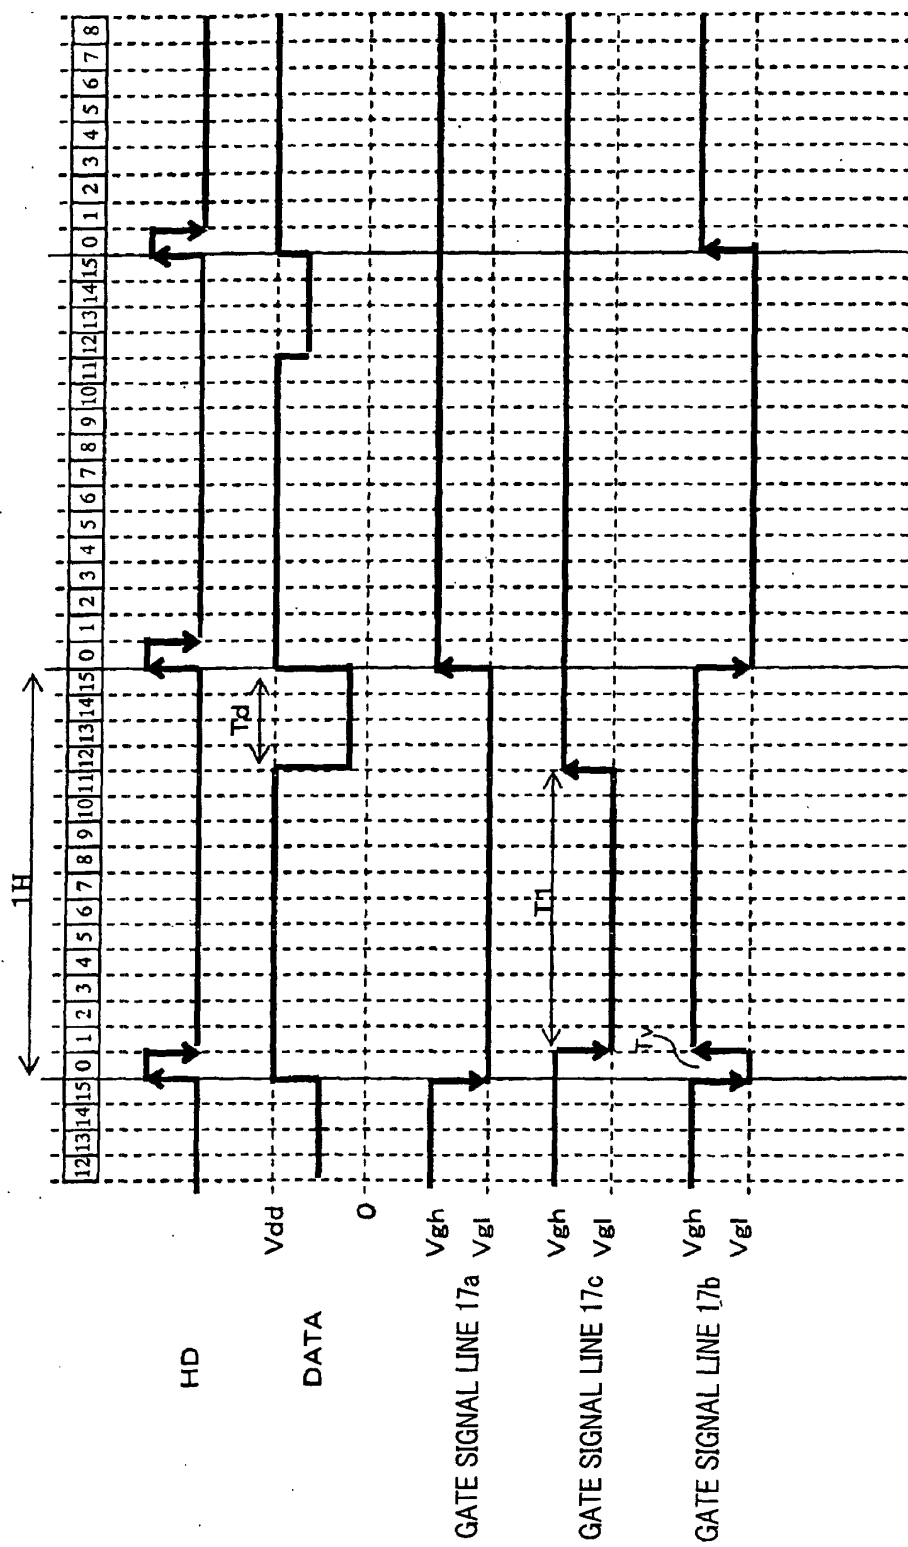 12 13 14 15 0 1 2 3 4 5 6 7 8 9 10 11 12 13 14 15 0 1 2 3 4 5 6 7 8 9 10 11 12 13 14 15 0 1 2 3 4 5 6 7 8
1H
HD
DATA
Vdd
0
Td
GATE SIGNAL LINE 17a
Vgh
Vgl
GATE SIGNAL LINE 17c
Vgh
Vgl
T1
GATE SIGNAL LINE 17b
Vgh
Vgl
Tv